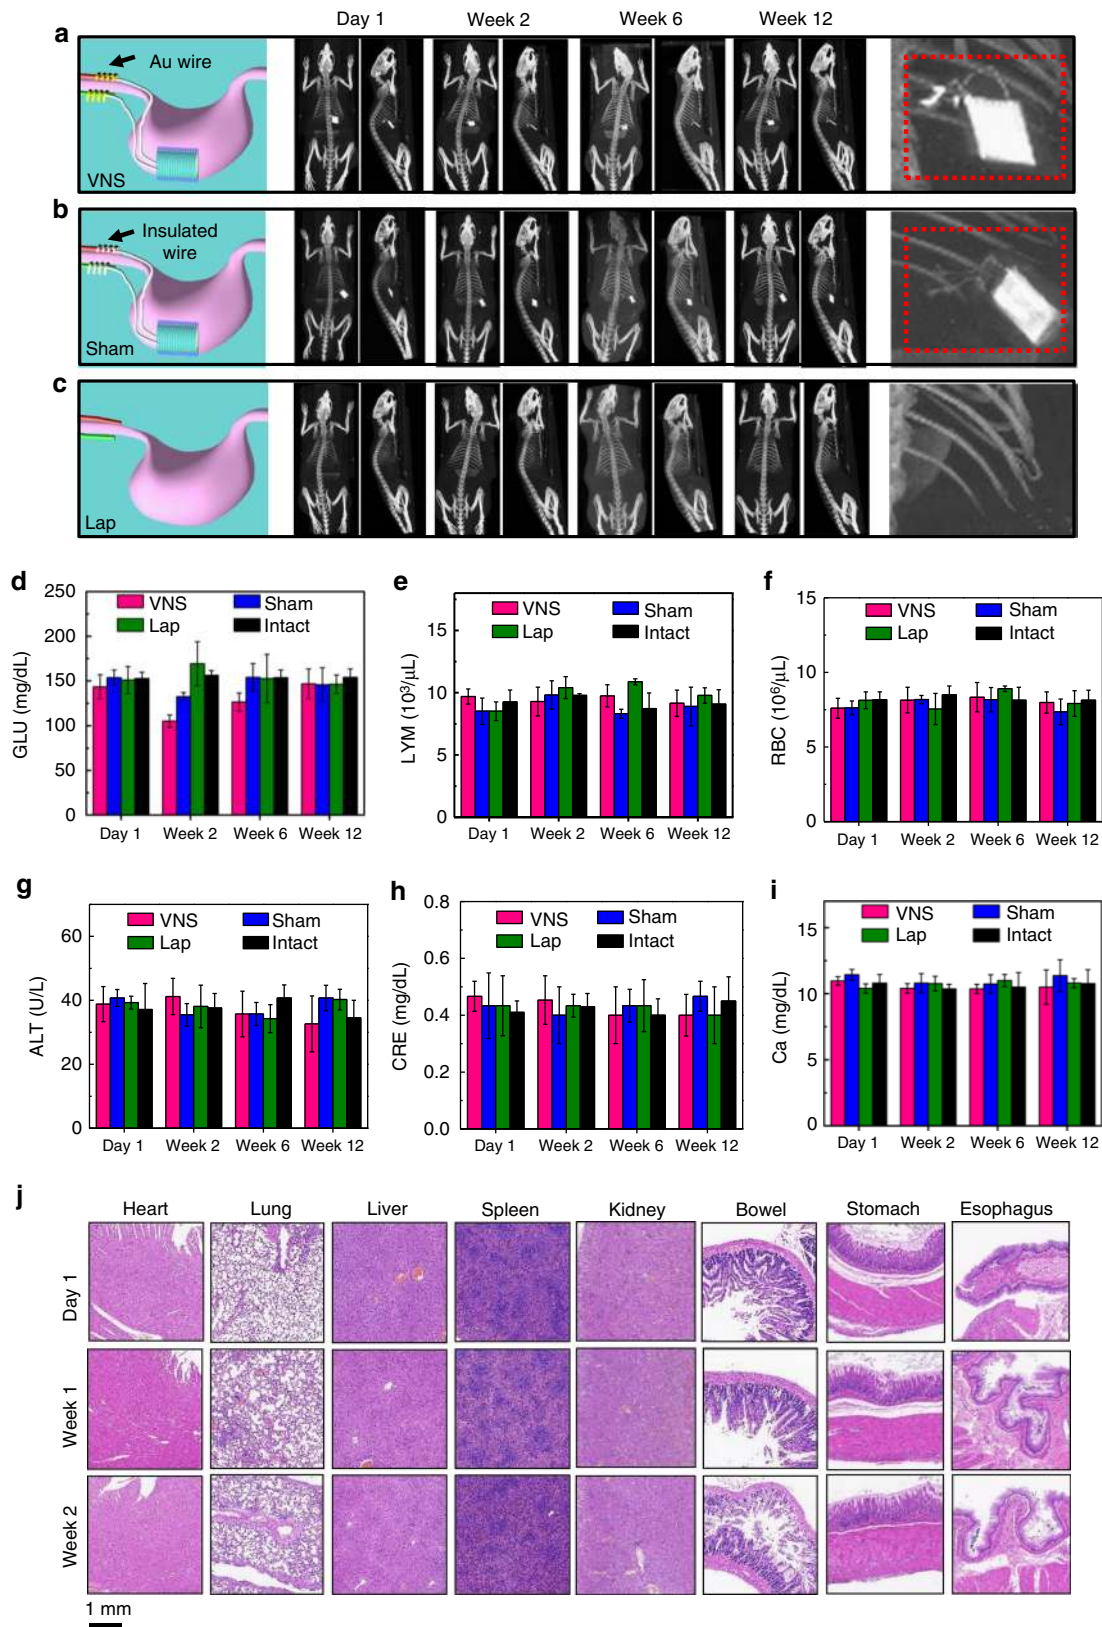 Day 1 Week 2 Week 6 Week 12
a
Au wire
VNS
b
Insulated
wire
Sham
c
Lap
d
250
200
150
100
50
0
GLU (mg/dL)
VNS Sham
Lap Intact
Day 1 Week 2 Week 6 Week 12
e
15
10
5
0
LYM (10³/μL)
VNS Sham
Lap Intact
Day 1 Week 2 Week 6 Week 12
f
15
10
5
0
RBC (10⁶/μL)
VNS Sham
Lap Intact
Day 1 Week 2 Week 6 Week 12
g
60
40
20
0
ALT (U/L)
VNS Sham
Lap Intact
Day 1 Week 2 Week 6 Week 12
h
0.8
0.6
0.4
0.2
0.0
CRE (mg/dL)
VNS Sham
Lap Intact
Day 1 Week 2 Week 6 Week 12
i
15
10
5
0
Ca (mg/dL)
VNS Sham
Lap Intact
Day 1 Week 2 Week 6 Week 12
j
Heart Lung Liver Spleen Kidney Bowel Stomach Esophagus
Day 1
Week 1
Week 2
1 mm